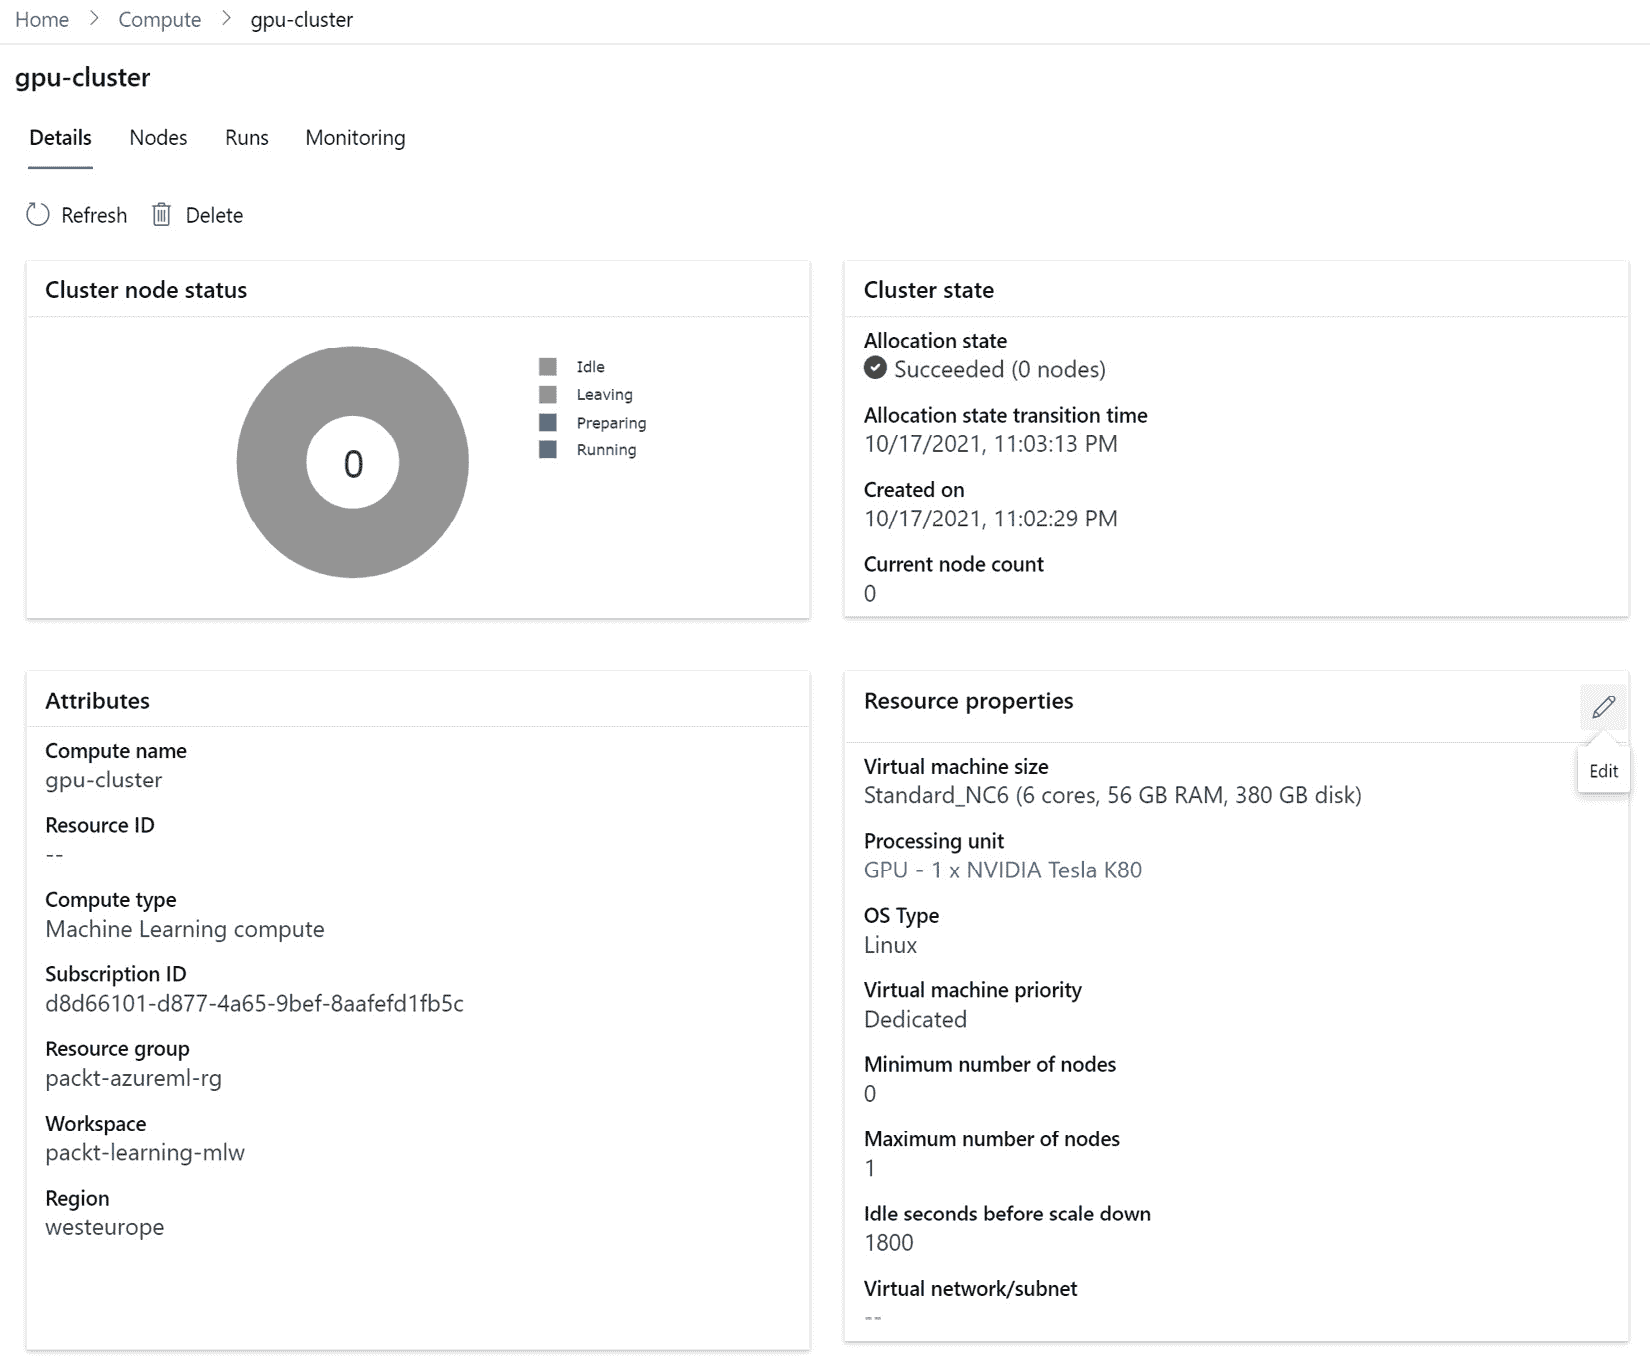 Home > Compute > gpu-cluster
gpu-cluster
Details Nodes Runs Monitoring
Refresh Delete
Cluster node status
0
Idle
Leaving
Preparing
Running
Cluster state
Allocation state
Succeeded (0 nodes)
Allocation state transition time
10/17/2021, 11:03:13 PM
Created on
10/17/2021, 11:02:29 PM
Current node count
0
Attributes
Compute name
gpu-cluster
Resource ID
--
Compute type
Machine Learning compute
Subscription ID
d8d66101-d877-4a65-9bef-8aafefd1fb5c
Resource group
packt-azureml-rg
Workspace
packt-learning-mlw
Region
westeurope
Resource properties
Edit
Virtual machine size
Standard_NC6 (6 cores, 56 GB RAM, 380 GB disk)
Processing unit
GPU - 1 x NVIDIA Tesla K80
OS Type
Linux
Virtual machine priority
Dedicated
Minimum number of nodes
0
Maximum number of nodes
1
Idle seconds before scale down
1800
Virtual network/subnet
--